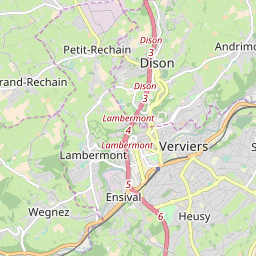 Petit-Rechain
Andrimo
Dison
Dison
3
rand-Rechain
Dison
3
Lambermont
4
Lambermont
Verviers
S
Lambermont
Ensival
5
Wegnez
6
Heusy